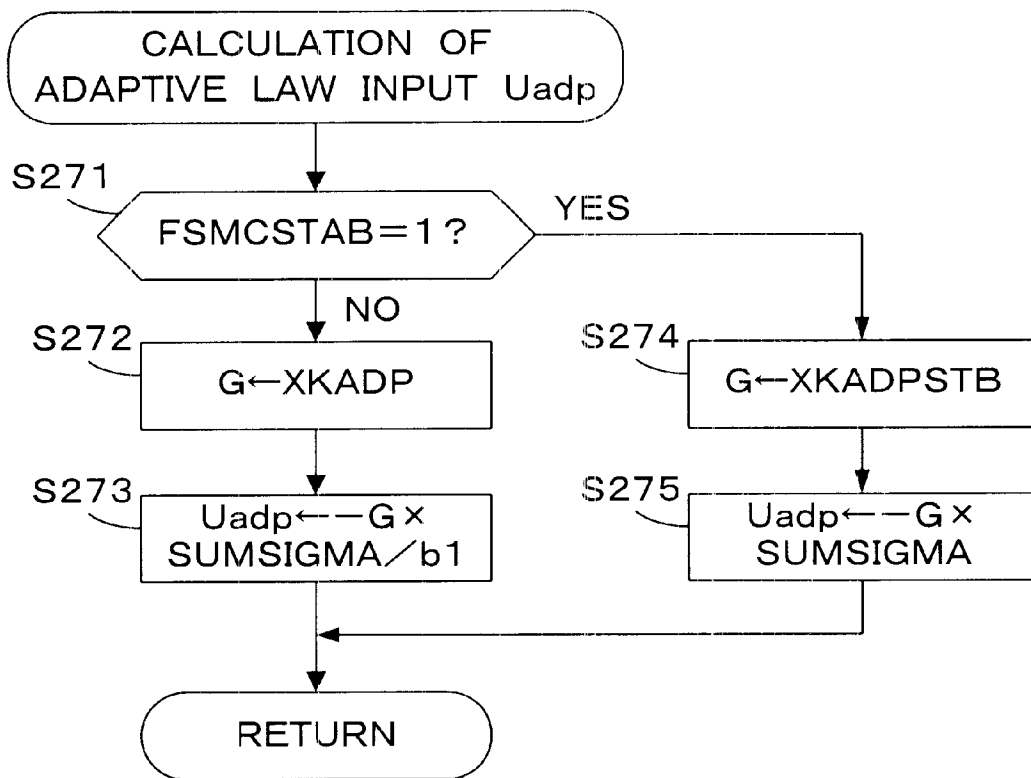 CALCULATION OF
ADAPTIVE LAW INPUT Uadp
S271
FSMCSTAB=1?
YES
NO
S272
G←XKADP
S274
G←XKADPSTB
S273
Uadp←−G×
SUMSIGMA/b1
S275
Uadp←−G×
SUMSIGMA
RETURN